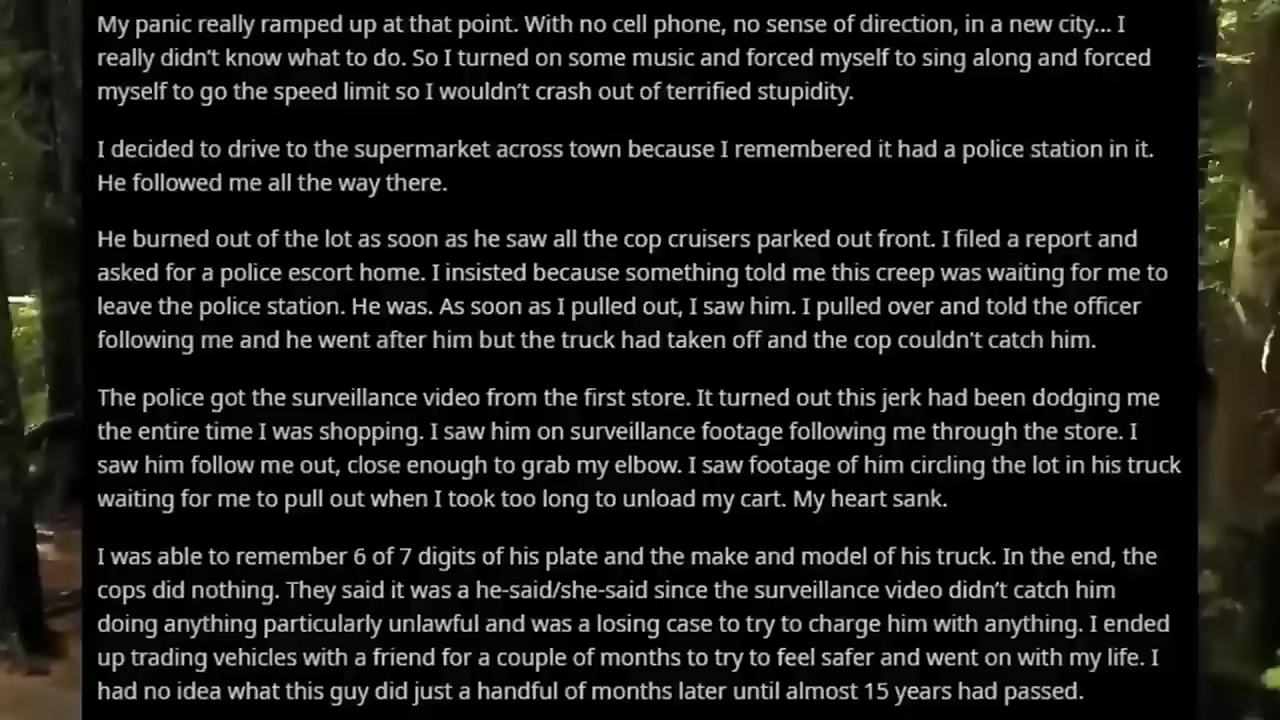 My panic really ramped up at that point. With no cell phone, no sense of direction, in a new city... I
really didn’t know what to do. So I turned on some music and forced myself to sing along and forced
myself to go the speed limit so I wouldn’t crash out of terrified stupidity.
I decided to drive to the supermarket across town because I remembered it had a police station in it.
He followed me all the way there.
He burned out of the lot as soon as he saw all the cop cruisers parked out front. I filed a report and
asked for a police escort home. I insisted because something told me this creep was waiting for me to
leave the police station. He was. As soon as I pulled out, I saw him. I pulled over and told the officer
following me and he went after him but the truck had taken off and the cop couldn't catch him.
The police got the surveillance video from the first store. It turned out this jerk had been dodging me
the entire time I was shopping. I saw him on surveillance footage following me through the store. I
saw him follow me out, close enough to grab my elbow. I saw footage of him circling the lot in his truck
waiting for me to pull out when I took too long to unload my cart. My heart sank.
I was able to remember 6 of 7 digits of his plate and the make and model of his truck. In the end, the
cops did nothing. They said it was a he-said/she-said since the surveillance video didn’t catch him
doing anything particularly unlawful and was a losing case to try to charge him with anything. I ended
up trading vehicles with a friend for a couple of months to try to feel safer and went on with my life. I
had no idea what this guy did just a handful of months later until almost 15 years had passed.